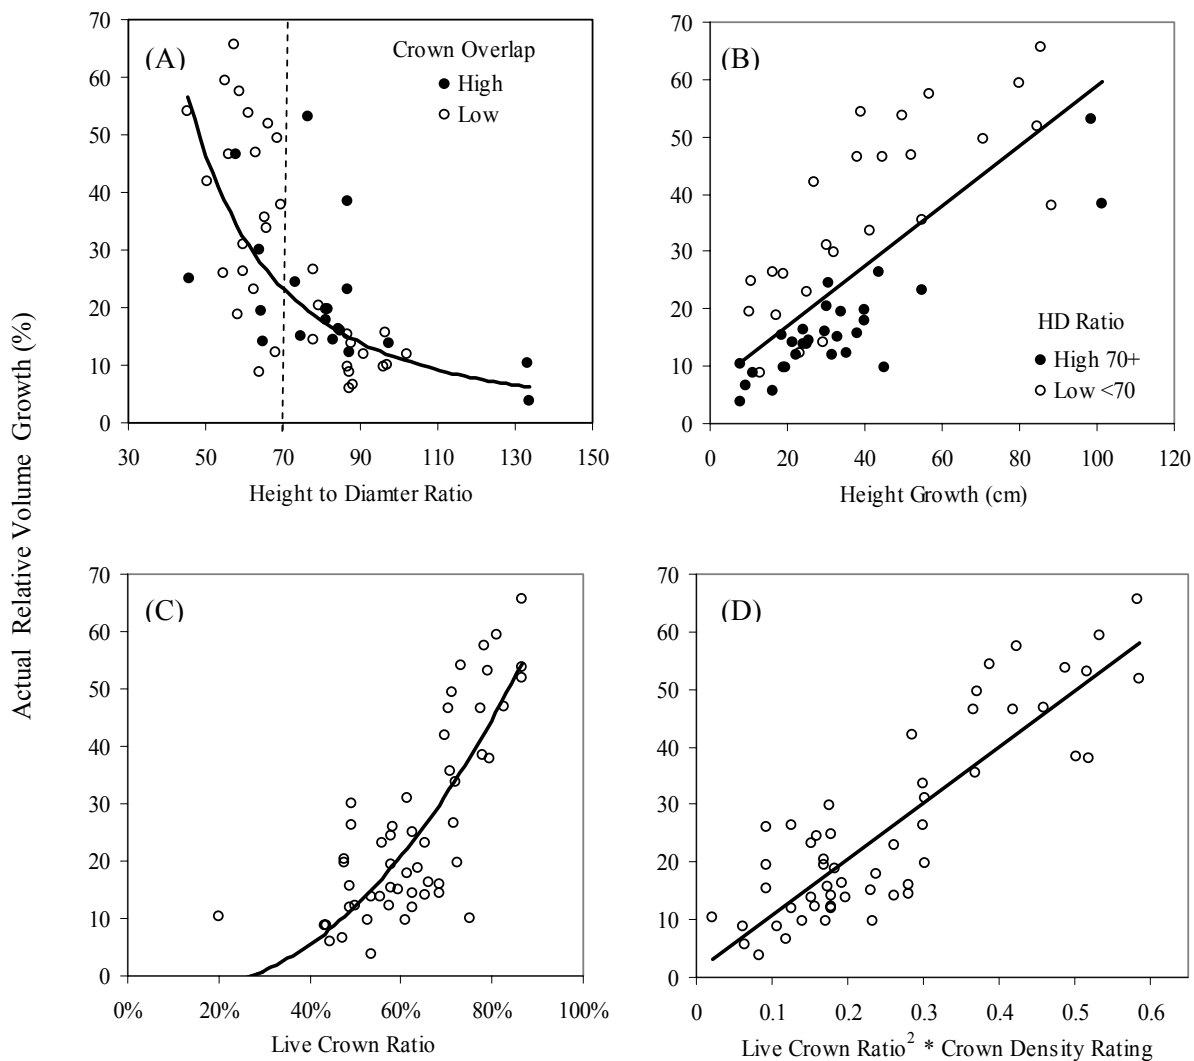 Actual Relative Volume Growth (%)
(A)
Crown Overlap
High
Low
70
60
50
40
30
20
10
0
30 50 70 90 110 130 150
Height to Diamter Ratio
(B)
HD Ratio
High 70+
Low <70
70
60
50
40
30
20
10
0
0 20 40 60 80 100 120
Height Growth (cm)
(C)
70
60
50
40
30
20
10
0
0% 20% 40% 60% 80% 100%
Live Crown Ratio
(D)
70
60
50
40
30
20
10
0
0 0.1 0.2 0.3 0.4 0.5 0.6
Live Crown Ratio² * Crown Density Rating